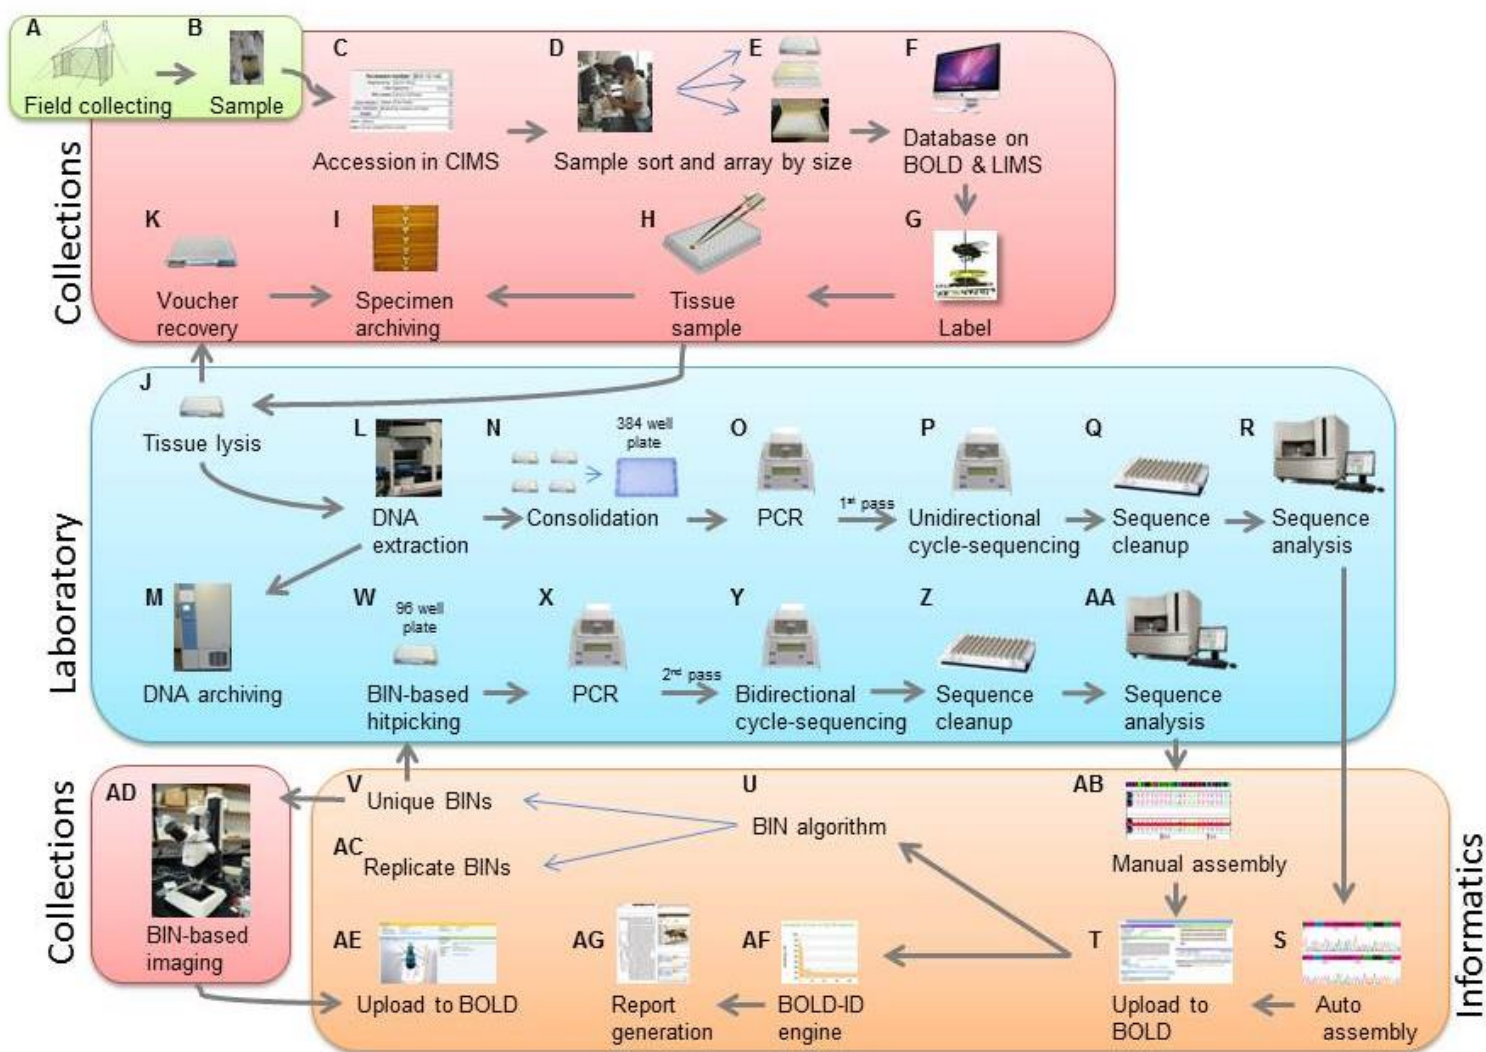 A
B
Field collecting
Sample
C
D
E
F
Accession in CIMS
Sample sort and array by size
Database on
BOLD & LIMS
Collections
K
I
H
G
Voucher
recovery
Specimen
archiving
Tissue
sample
Label
J
Tissue lysis
L
N
384 well
plate
O
P
Q
R
DNA
extraction
Consolidation
PCR
1st pass
Unidirectional
cycle-sequencing
Sequence
cleanup
Sequence
analysis
Laboratory
M
W
96 well
plate
X
Y
Z
AA
DNA archiving
BIN-based
hitpicking
PCR
2nd pass
Bidirectional
cycle-sequencing
Sequence
cleanup
Sequence
analysis
Collections
AD
BIN-based
imaging
V
Unique BINs
U
BIN algorithm
AB
Manual assembly
AC
Replicate BINs
AE
Upload to BOLD
AG
Report
generation
AF
BOLD-ID
engine
T
Upload to
BOLD
S
Auto
assembly
Informatics